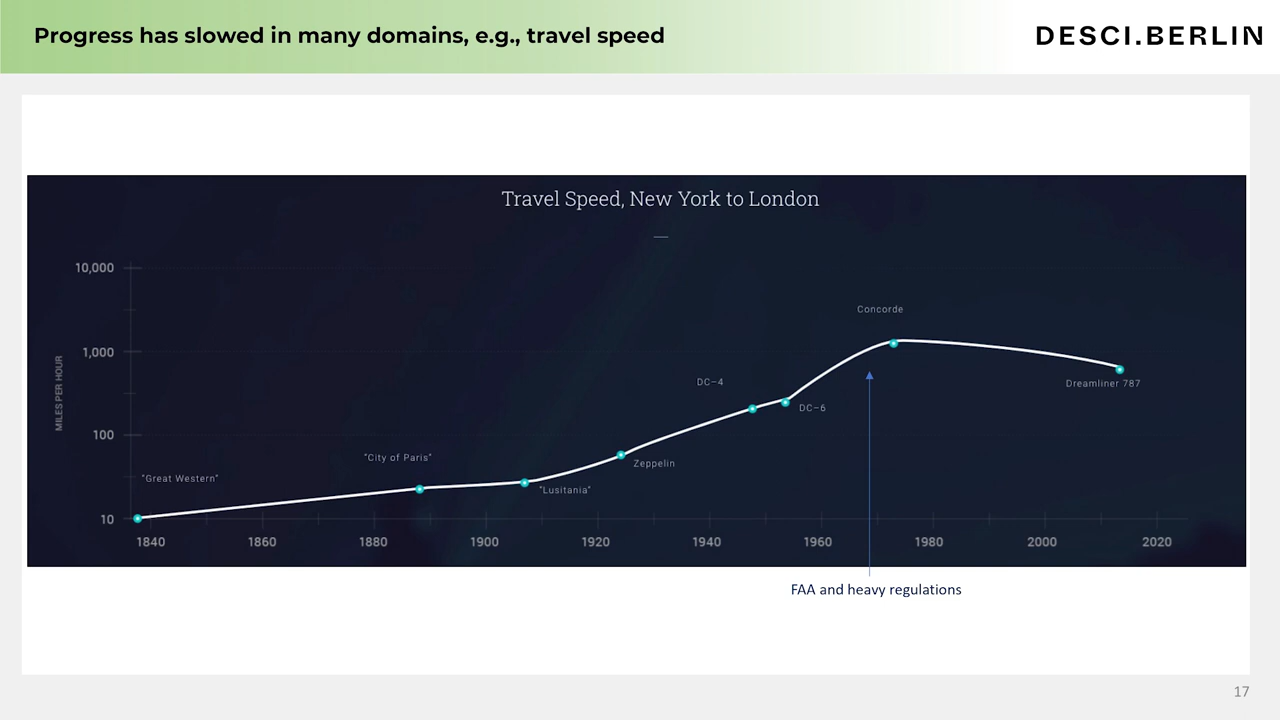 Progress has slowed in many domains, e.g., travel speed
DESCI.BERLIN
Travel Speed, New York to London
10,000
1,000
100
10
MILES PER HOUR
"Great Western"
"City of Paris"
"Lusitania"
Zeppelin
DC-4
DC-6
Concorde
Dreamliner 787
1840 1860 1880 1900 1920 1940 1960 1980 2000 2020
FAA and heavy regulations
17